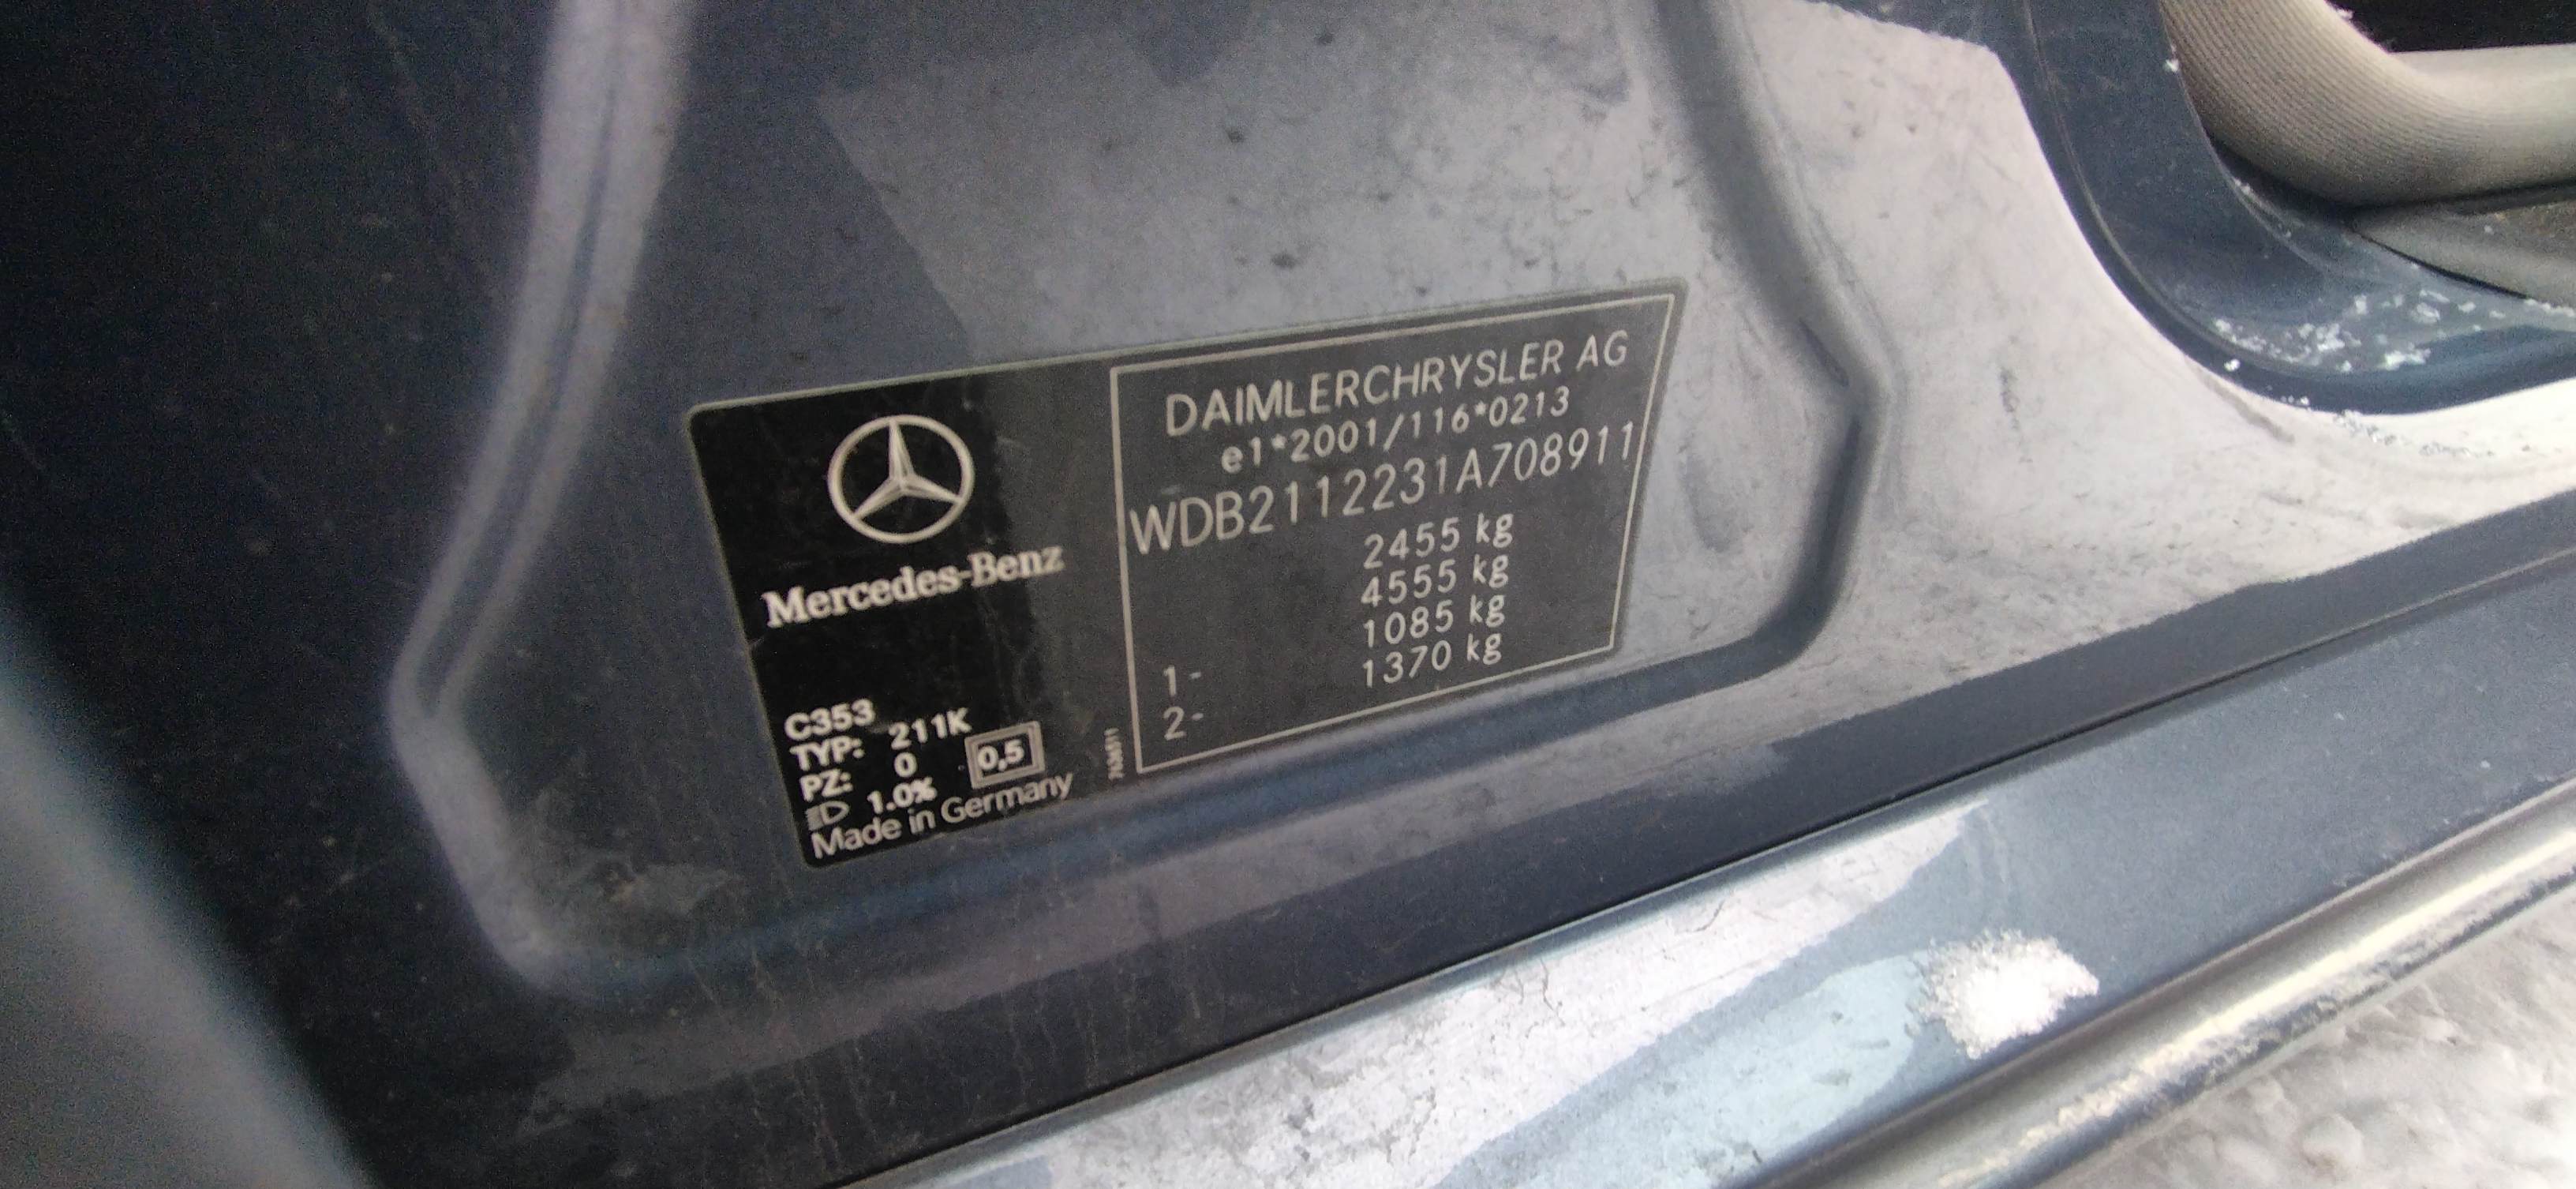 Mercedes-Benz
C353
TYP: 211K
PZ: 0
1.0%
0,5
Made in Germany
DAIMLERCHRYSLER AG
e1*2001/116*0213
WDB2112231A708911
2455 kg
4555 kg
1- 1085 kg
2- 1370 kg